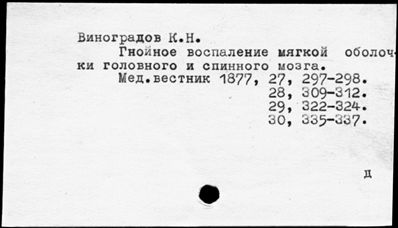 Виноградов К.Н.
Гнойное воспаление мягкой оболоч-
ки головного и спинного мозга.
Мед.вестник 1877, 27, 297-298.
28, 309-312.
29, 322-324.
30, 335-337.
Д